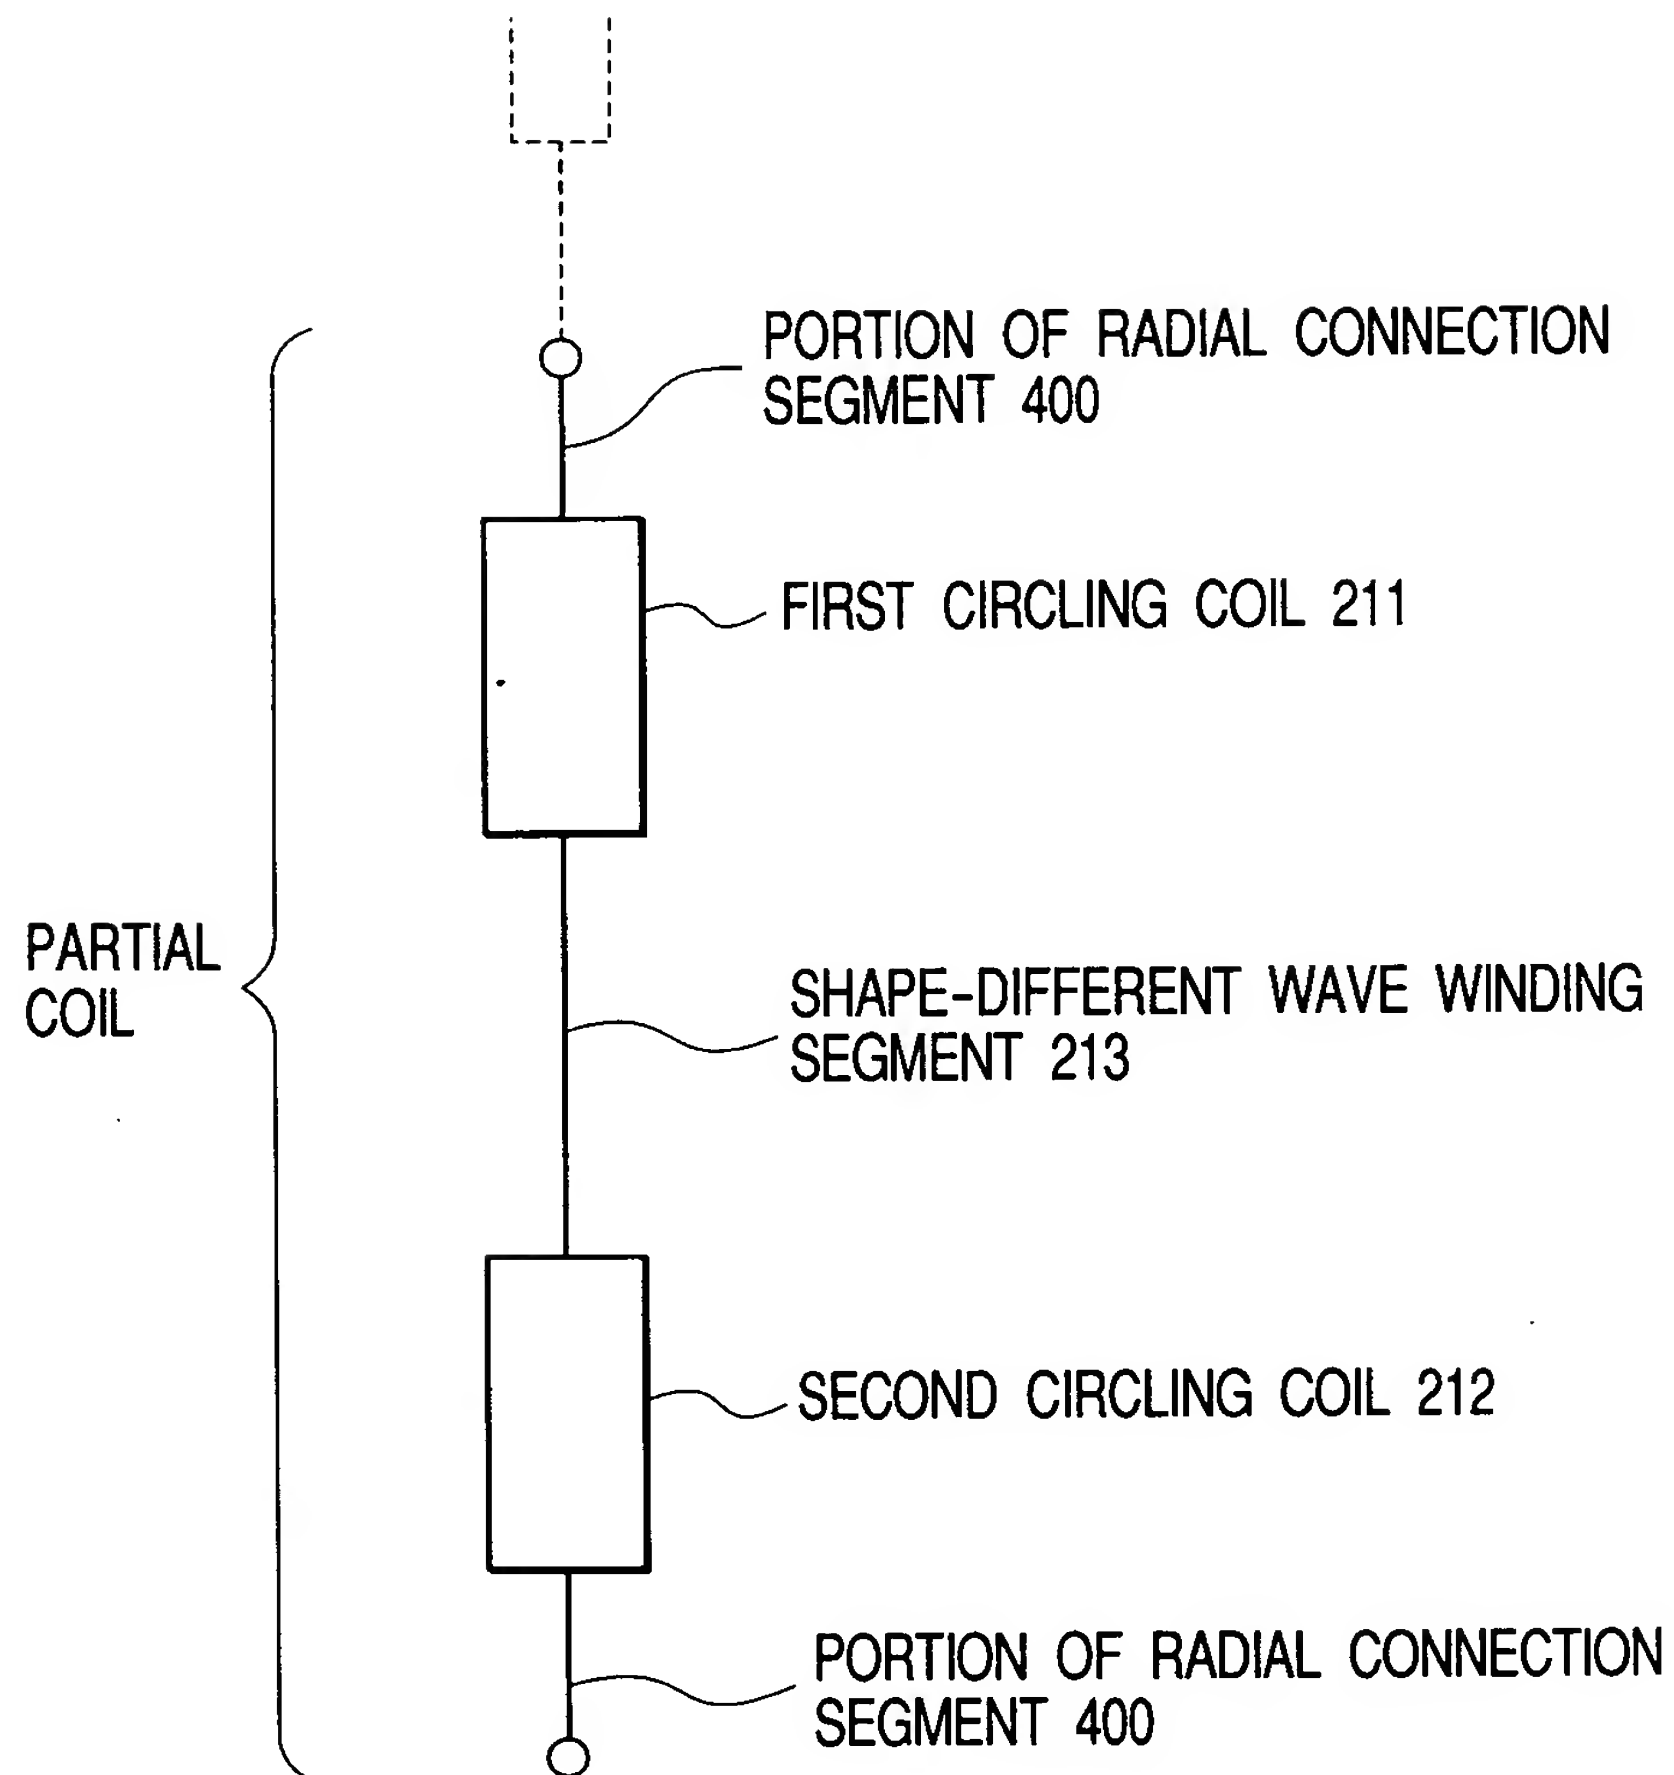 PORTION OF RADIAL CONNECTION
SEGMENT 400
FIRST CIRCLING COIL 211
PARTIAL
COIL
SHAPE-DIFFERENT WAVE WINDING
SEGMENT 213
SECOND CIRCLING COIL 212
PORTION OF RADIAL CONNECTION
SEGMENT 400